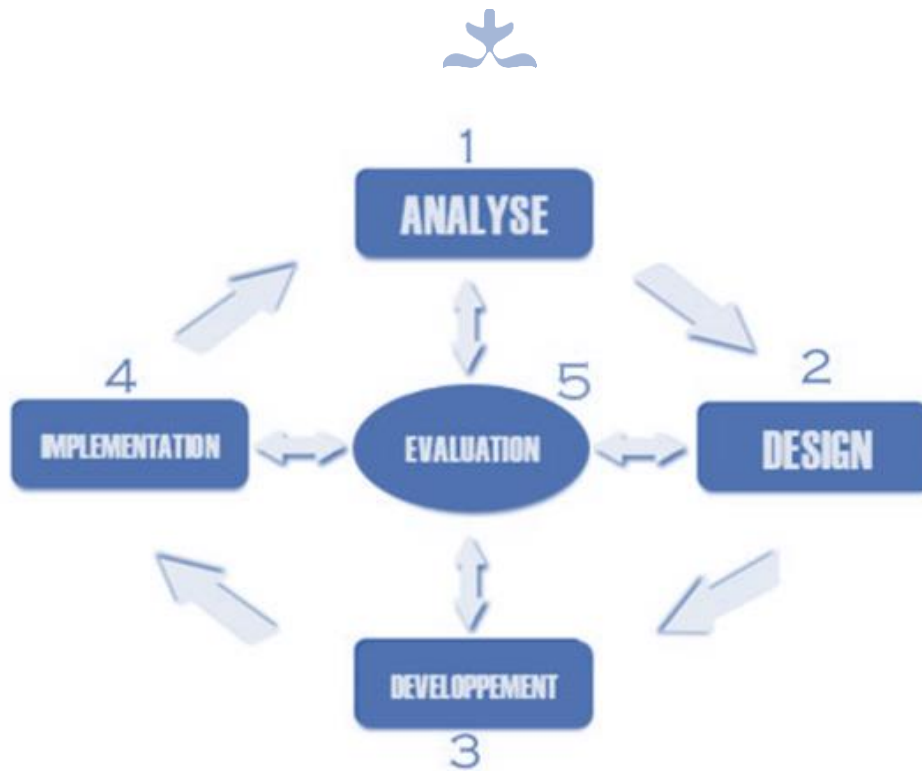 1
ANALYSE
4
5
2
IMPLEMENTATION
EVALUATION
DESIGN
DEVELOPPEMENT
3